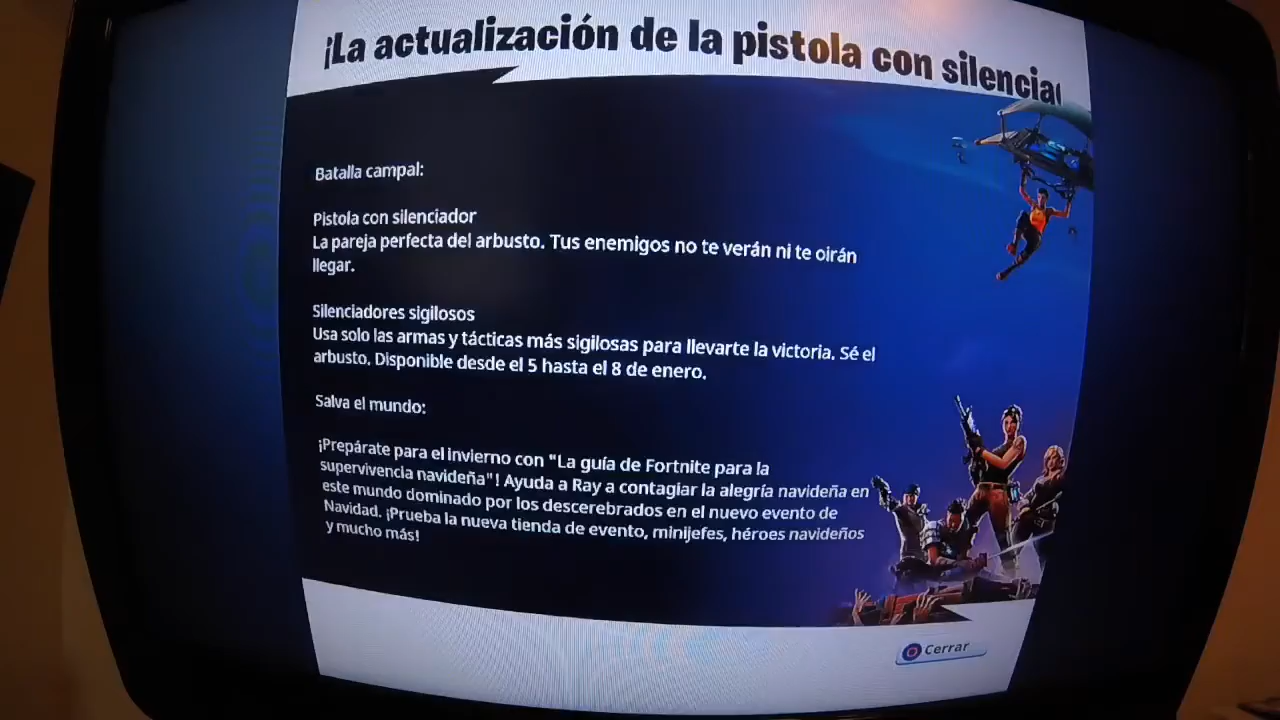 ¡La actualización de la pistola con silencia
Batalla campal:
Pistola con silenciador
La pareja perfecta del arbusto. Tus enemigos no te verán ni te oirán
llegar.
Silenciadores sigilosos
Usa solo las armas y tácticas más sigilosas para llevarte la victoria. Sé el
arbusto. Disponible desde el 5 hasta el 8 de enero.
Salva el mundo:
¡Prepárate para el invierno con "La guía de Fortnite para la
supervivencia navideña"! Ayuda a Ray a contagiar la alegría navideña en
este mundo dominado por los descerebrados en el nuevo evento de
Navidad. ¡Prueba la nueva tienda de evento, minijefes, héroes navideños
y mucho más!
Cerrar